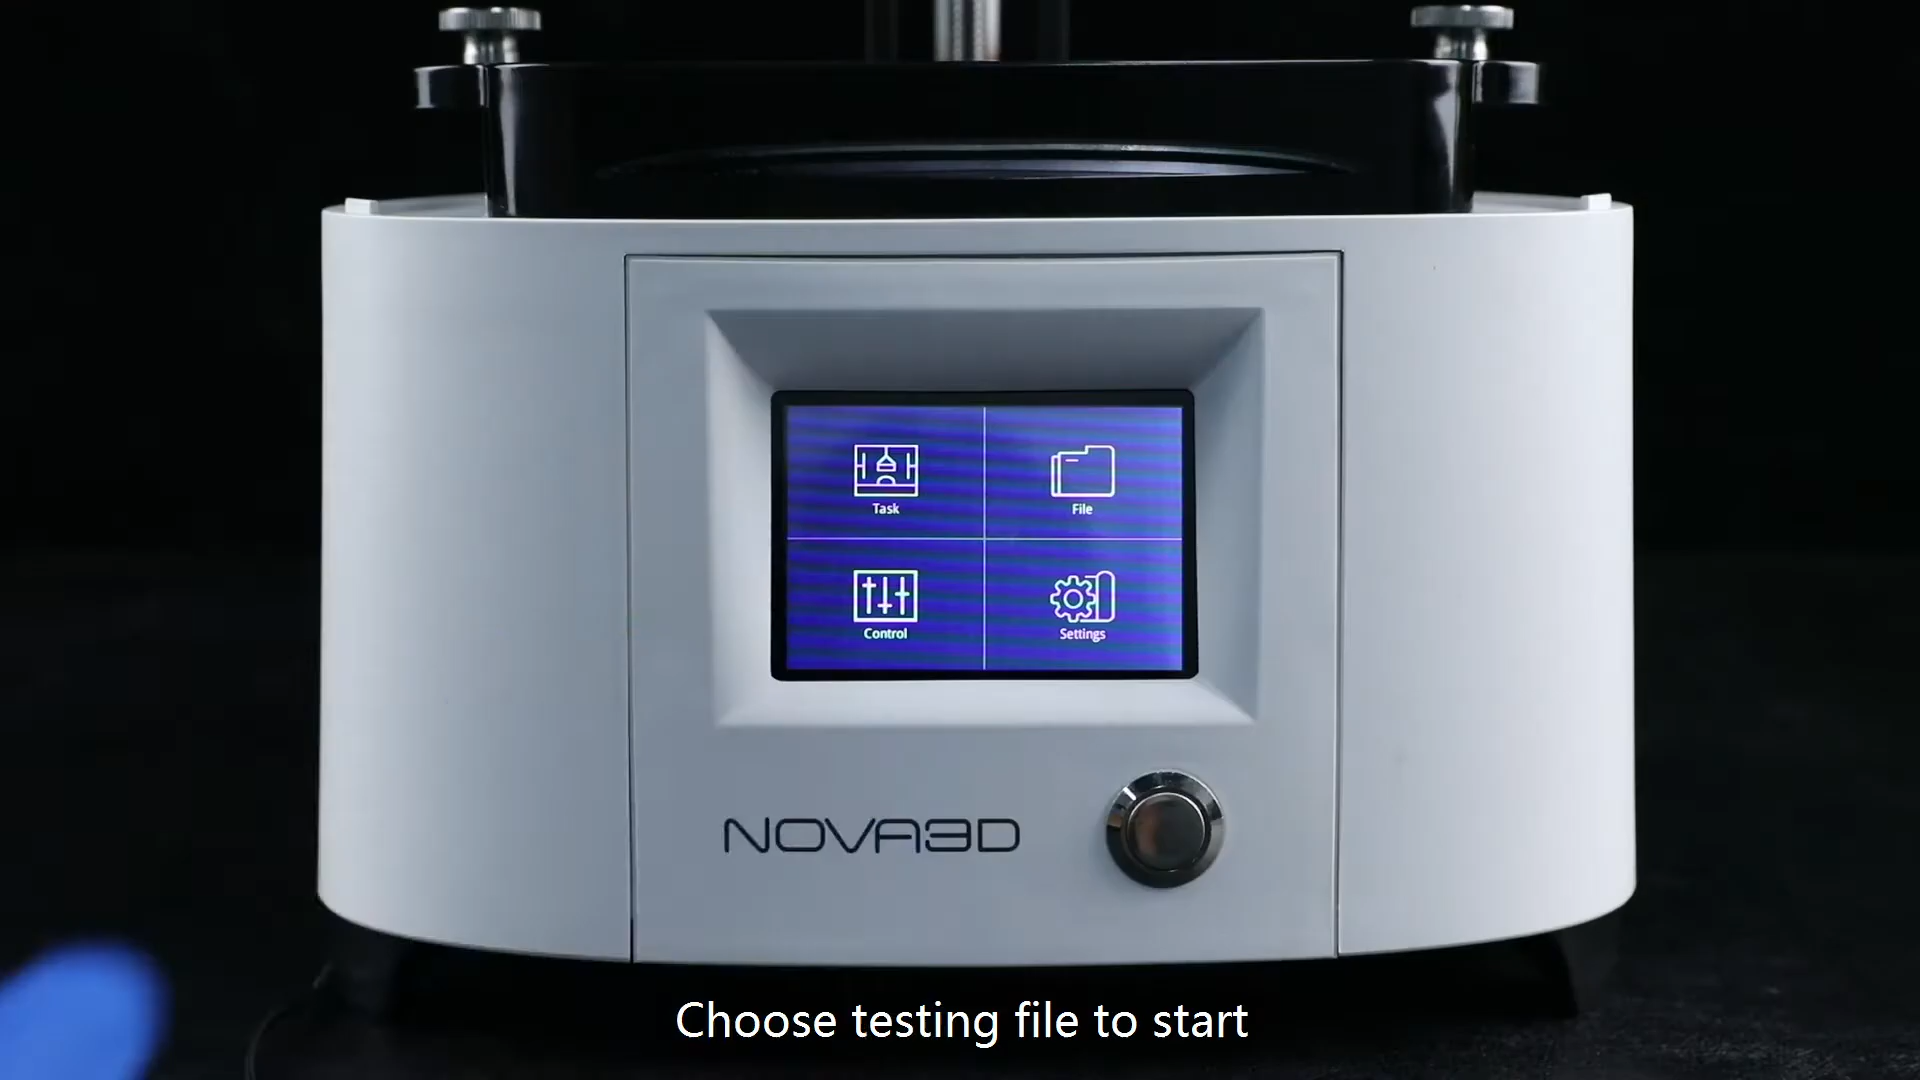 Task
File
Control
Settings
NOVA3D
Choose testing file to start